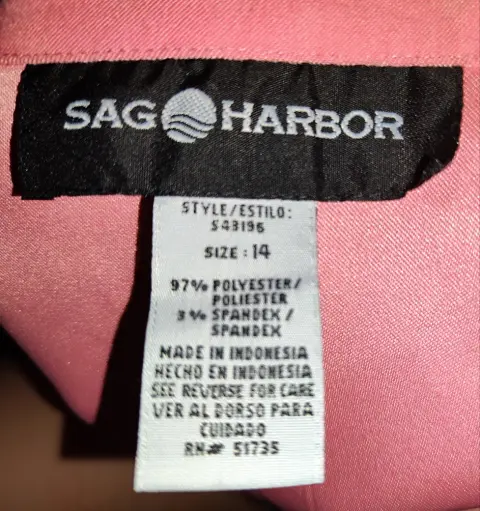 SAG HARBOR
STYLE/ESTILO:
S43196
SIZE : 14
97% POLYESTER/
POLIESTER
3% SPANDEX /
SPANDEX
MADE IN INDONESIA
HECHO EN INDONESIA
SEE REVERSE FOR CARE
VER AL DORSO PARA
CUIDADO
RN# 51735